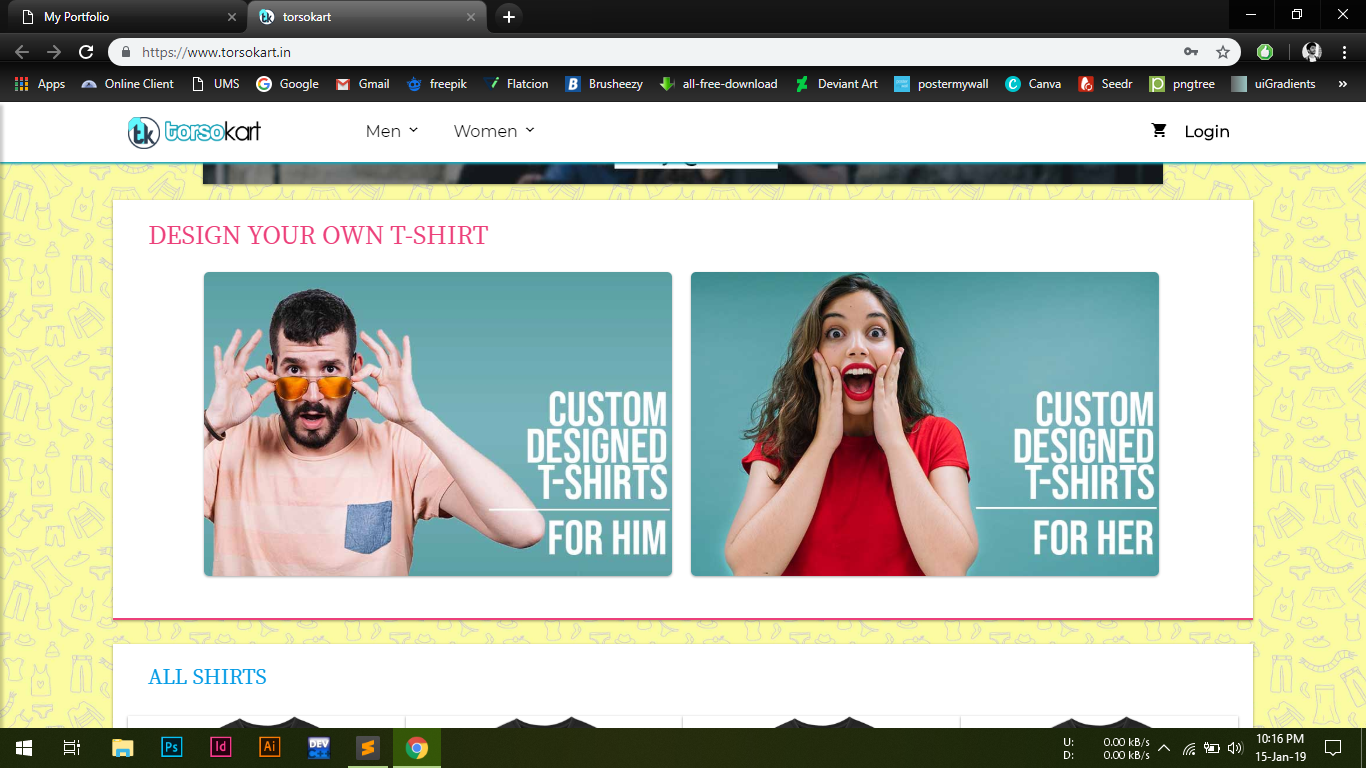 My Portfolio
torsokart
https://www.torsokart.in
Apps Online Client UMS Google Gmail freepik Flatcion Brusheezy all-free-download Deviant Art postermywall Canva Seedr pngtree uiGradients »
tk torsokart Men Women Login
DESIGN YOUR OWN T-SHIRT
CUSTOM
DESIGNED
T-SHIRTS
FOR HIM
CUSTOM
DESIGNED
T-SHIRTS
FOR HER
ALL SHIRTS
Ps Id Ai DEV
U: 0.00 kB/s
D: 0.00 kB/s
10:16 PM
15-Jan-19